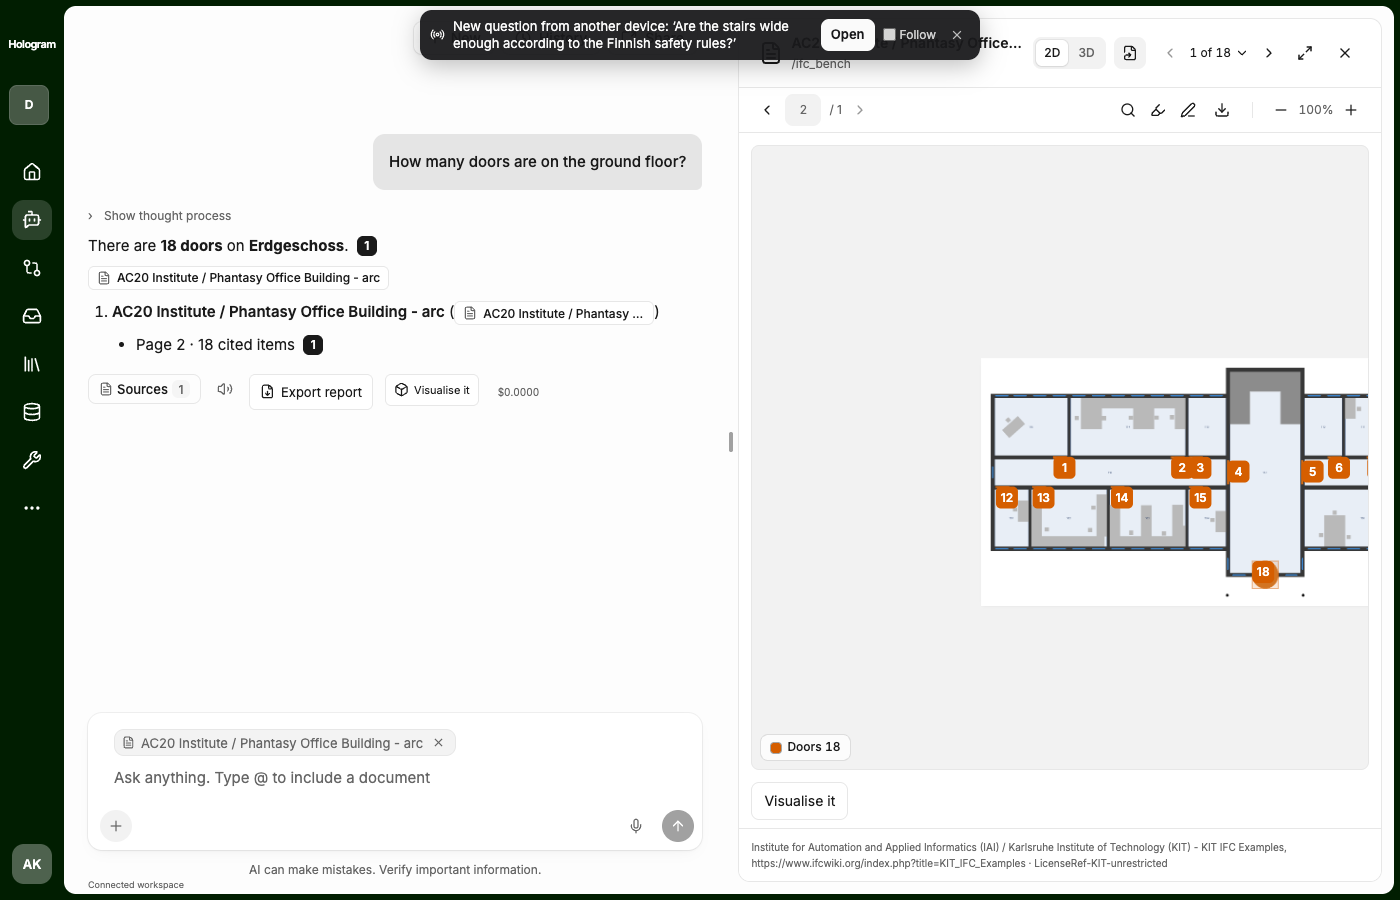 New question from another device: ‘Are the stairs wide
enough according to the Finnish safety rules?’
Open
Follow
Hologram
D
/ Phantasy Office...
/ifc_bench
2D
3D
1 of 18
2
/ 1
100%
How many doors are on the ground floor?
Show thought process
There are 18 doors on Erdgeschoss. 1
AC20 Institute / Phantasy Office Building - arc
1. AC20 Institute / Phantasy Office Building - arc ( AC20 Institute / Phantasy ... )
• Page 2 · 18 cited items 1
Sources 1
Export report
Visualise it
$0.0000
1
2
3
4
5
6
12
13
14
15
18
Doors 18
Visualise it
AC20 Institute / Phantasy Office Building - arc
Ask anything. Type @ to include a document
AI can make mistakes. Verify important information.
AK
Connected workspace
Institute for Automation and Applied Informatics (IAI) / Karlsruhe Institute of Technology (KIT) - KIT IFC Examples,
https://www.ifcwiki.org/index.php?title=KIT_IFC_Examples · LicenseRef-KIT-unrestricted